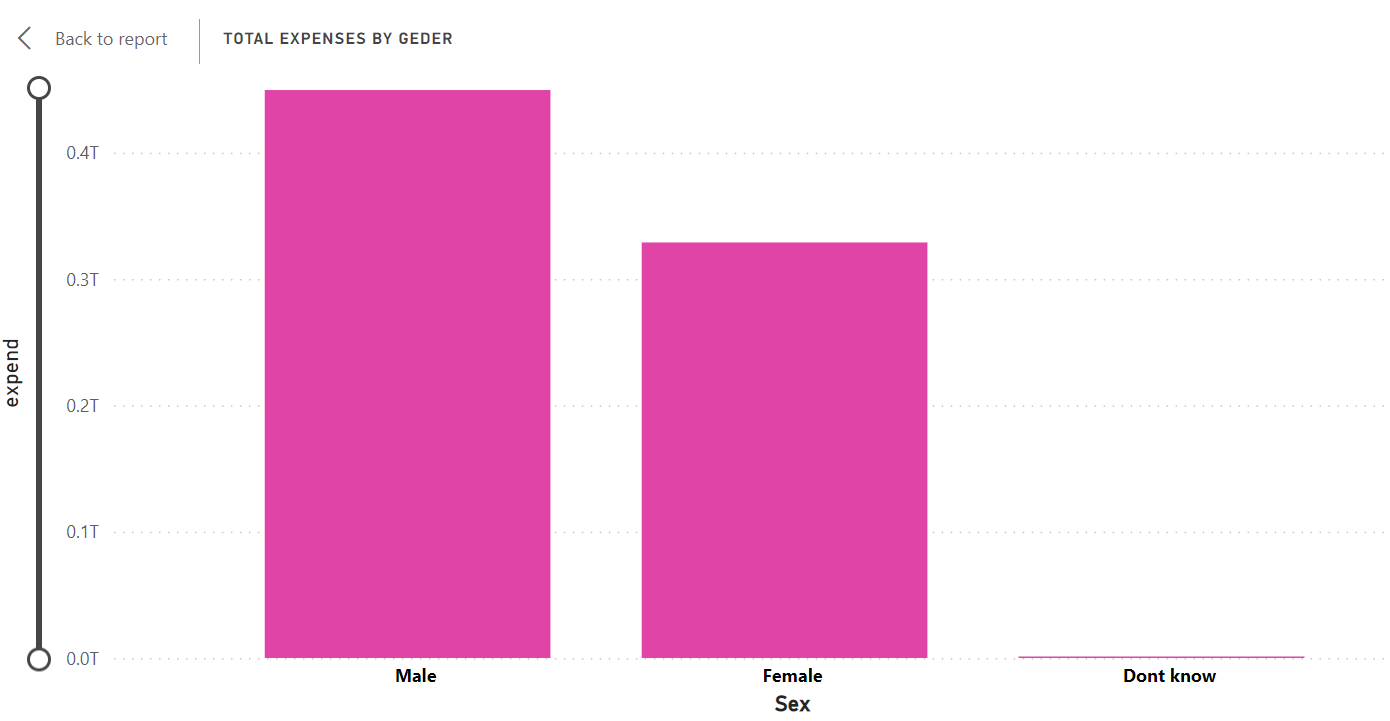 Back to report
TOTAL EXPENSES BY GEDER
0.4T
0.3T
0.2T
0.1T
0.0T
expend
Male
Female
Dont know
Sex